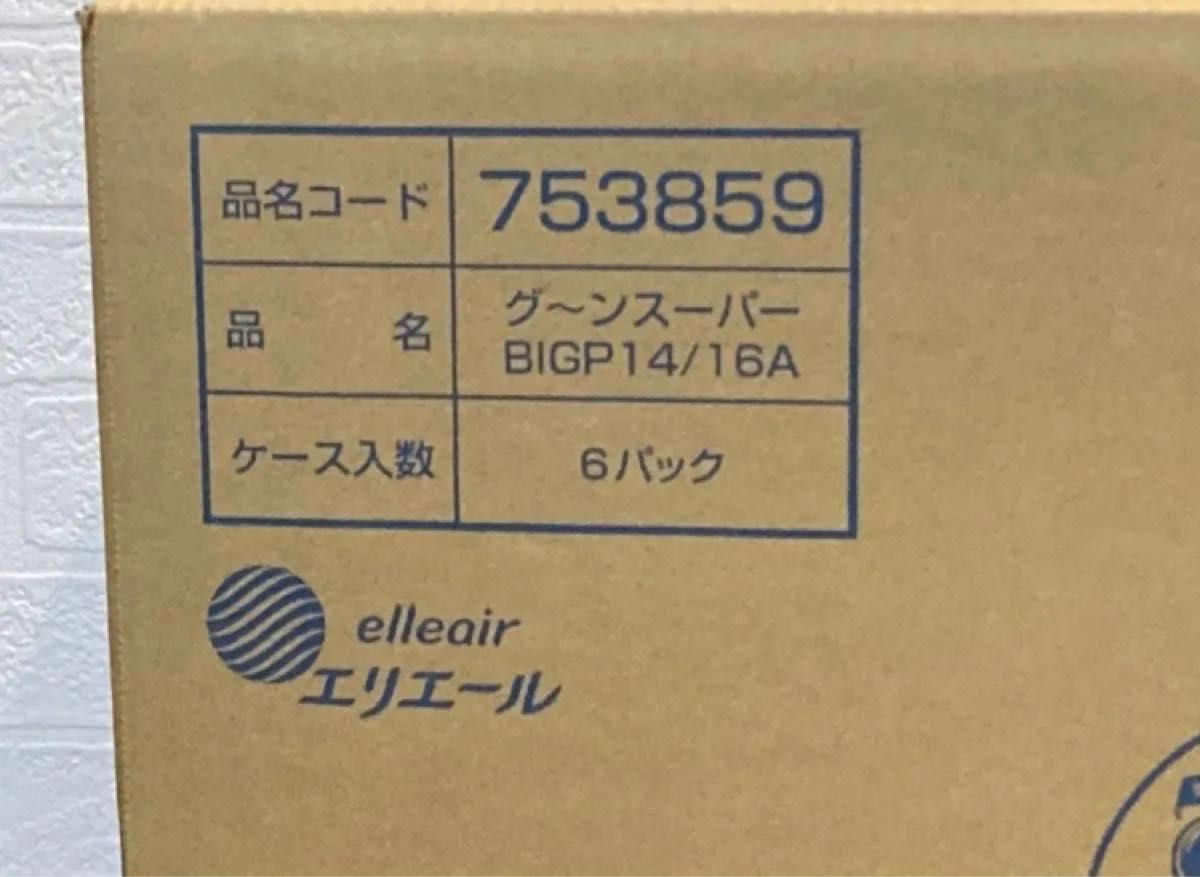 品名コード 753859
品名 グ〜ンスーパー
BIGP14/16A
ケース入数 6パック
elleair
エリエール